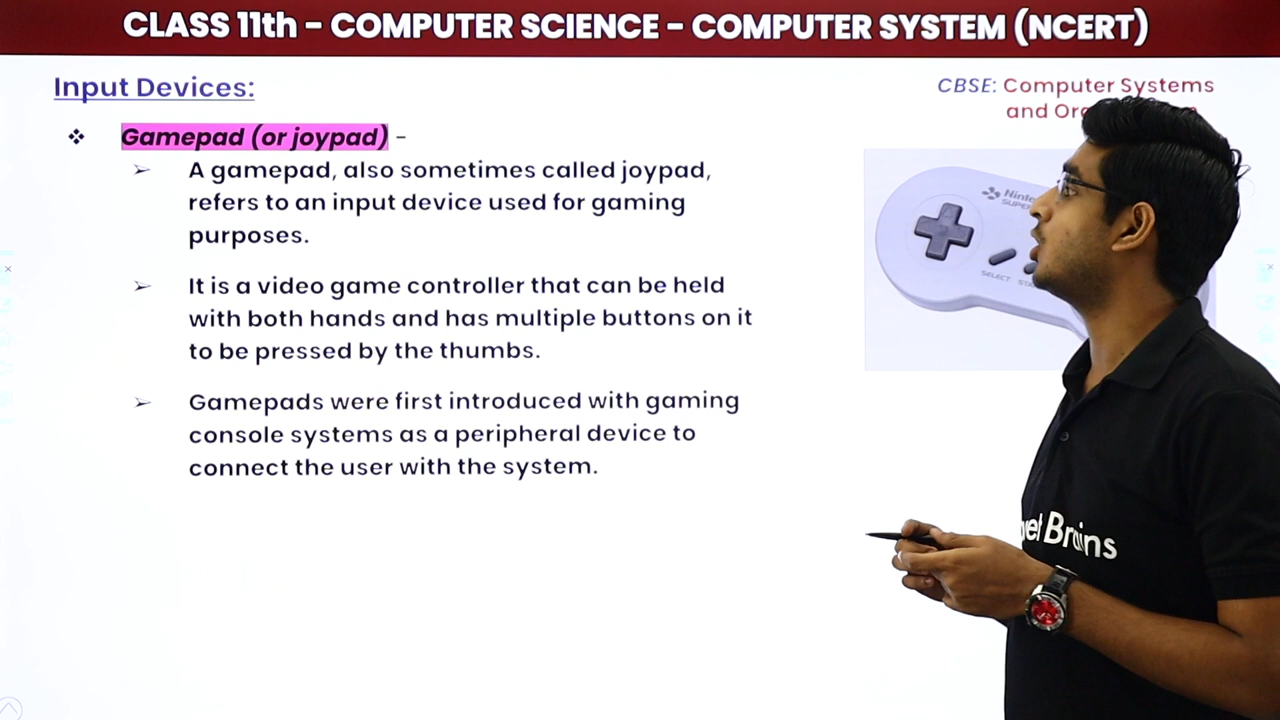 CLASS 11th - COMPUTER SCIENCE - COMPUTER SYSTEM (NCERT)
Input Devices:
CBSE: Computer Systems
and
Gamepad (or joypad) -
A gamepad, also sometimes called joypad,
refers to an input device used for gaming
purposes.
It is a video game controller that can be held
with both hands and has multiple buttons on it
to be pressed by the thumbs.
Gamepads were first introduced with gaming
console systems as a peripheral device to
connect the user with the system.
SELECT
Brains